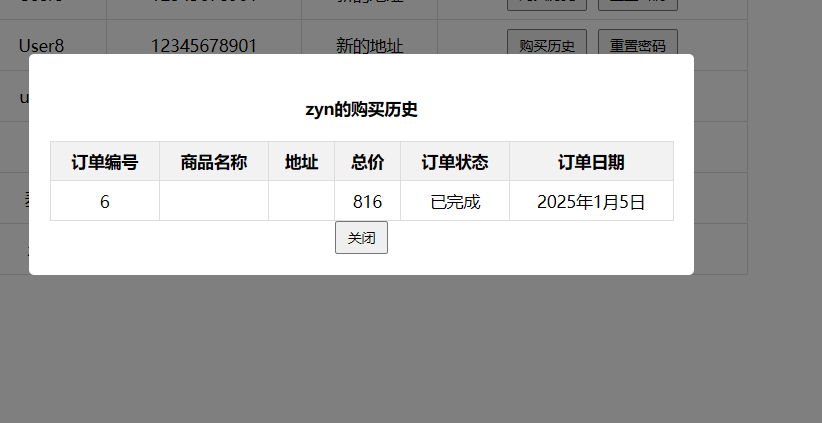 User8 12345678901 新的地址 购买历史 重置密码
zyn的购买历史
订单编号 商品名称 地址 总价 订单状态 订单日期
6 816 已完成 2025年1月5日
关闭